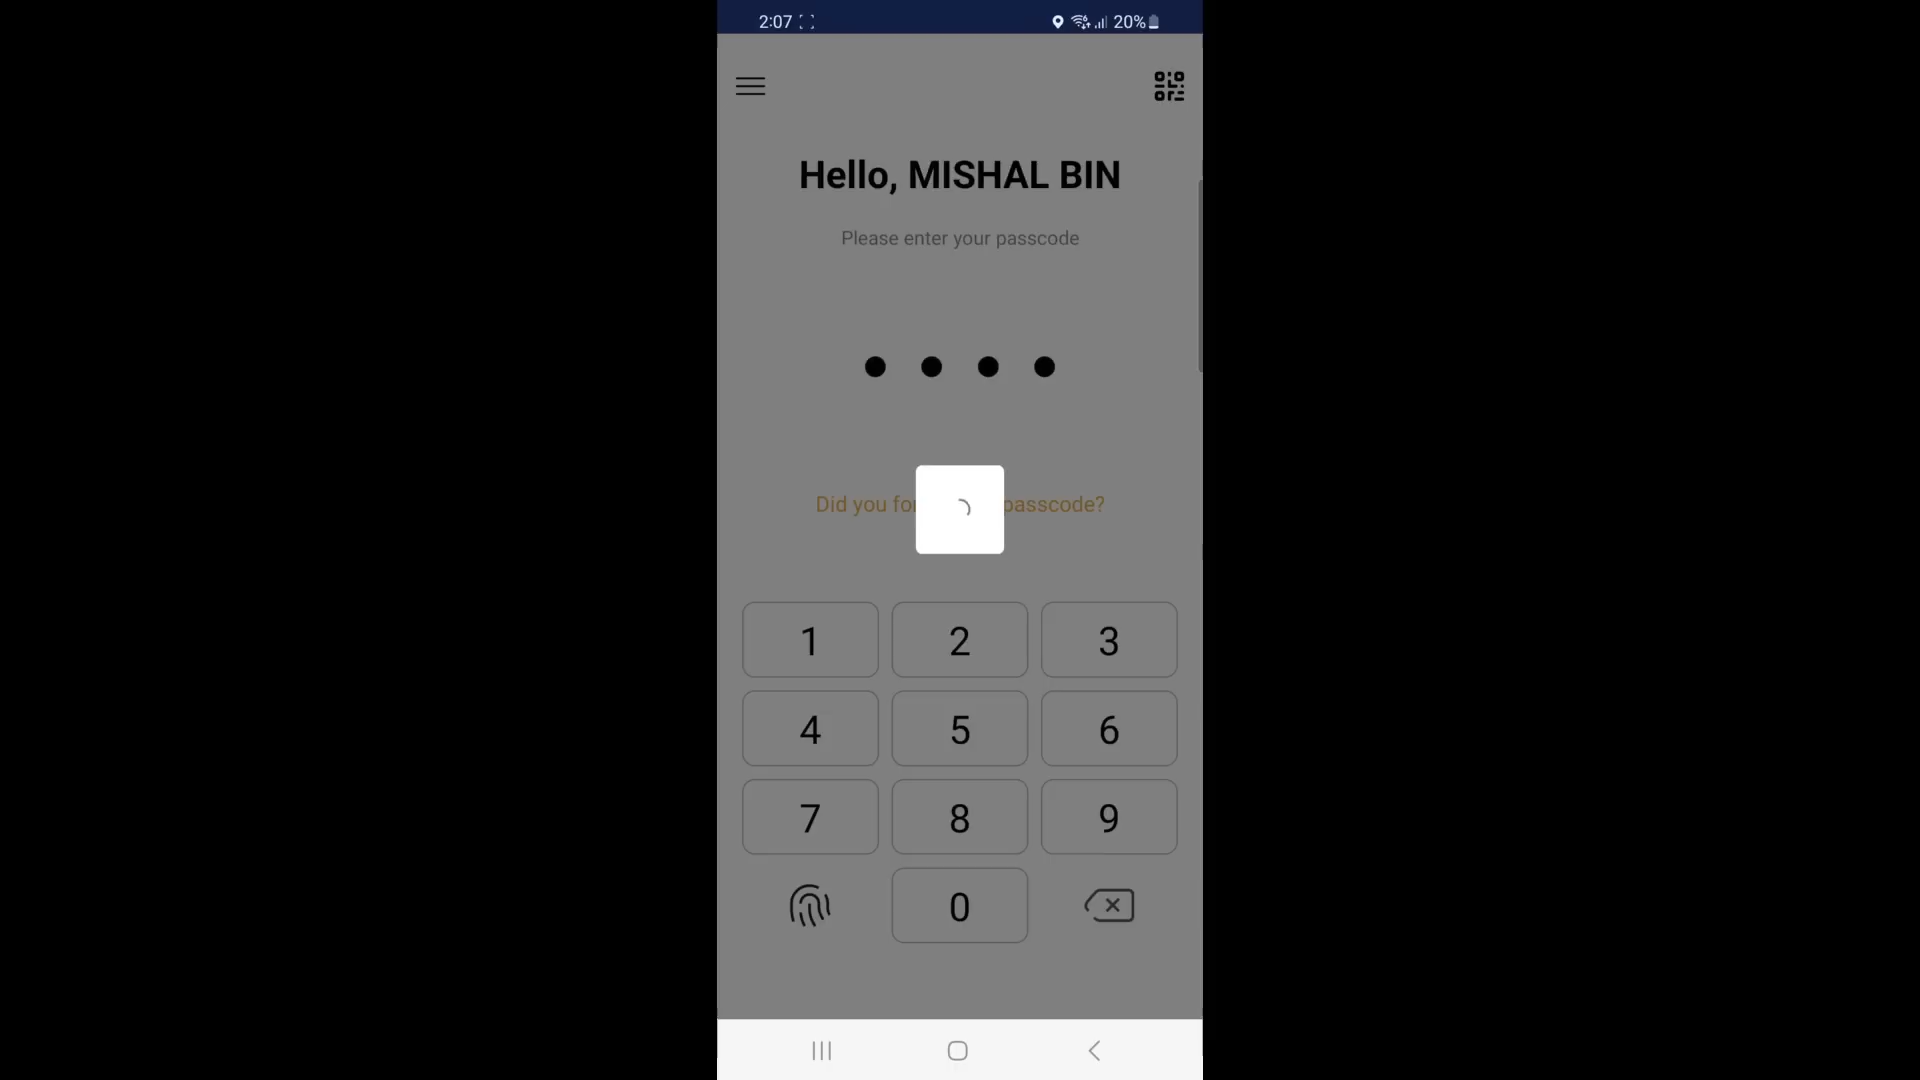 2:07 20%
Hello, MISHAL BIN
Please enter your passcode
Did you for passcode?
1 2 3
4 5 6
7 8 9
0